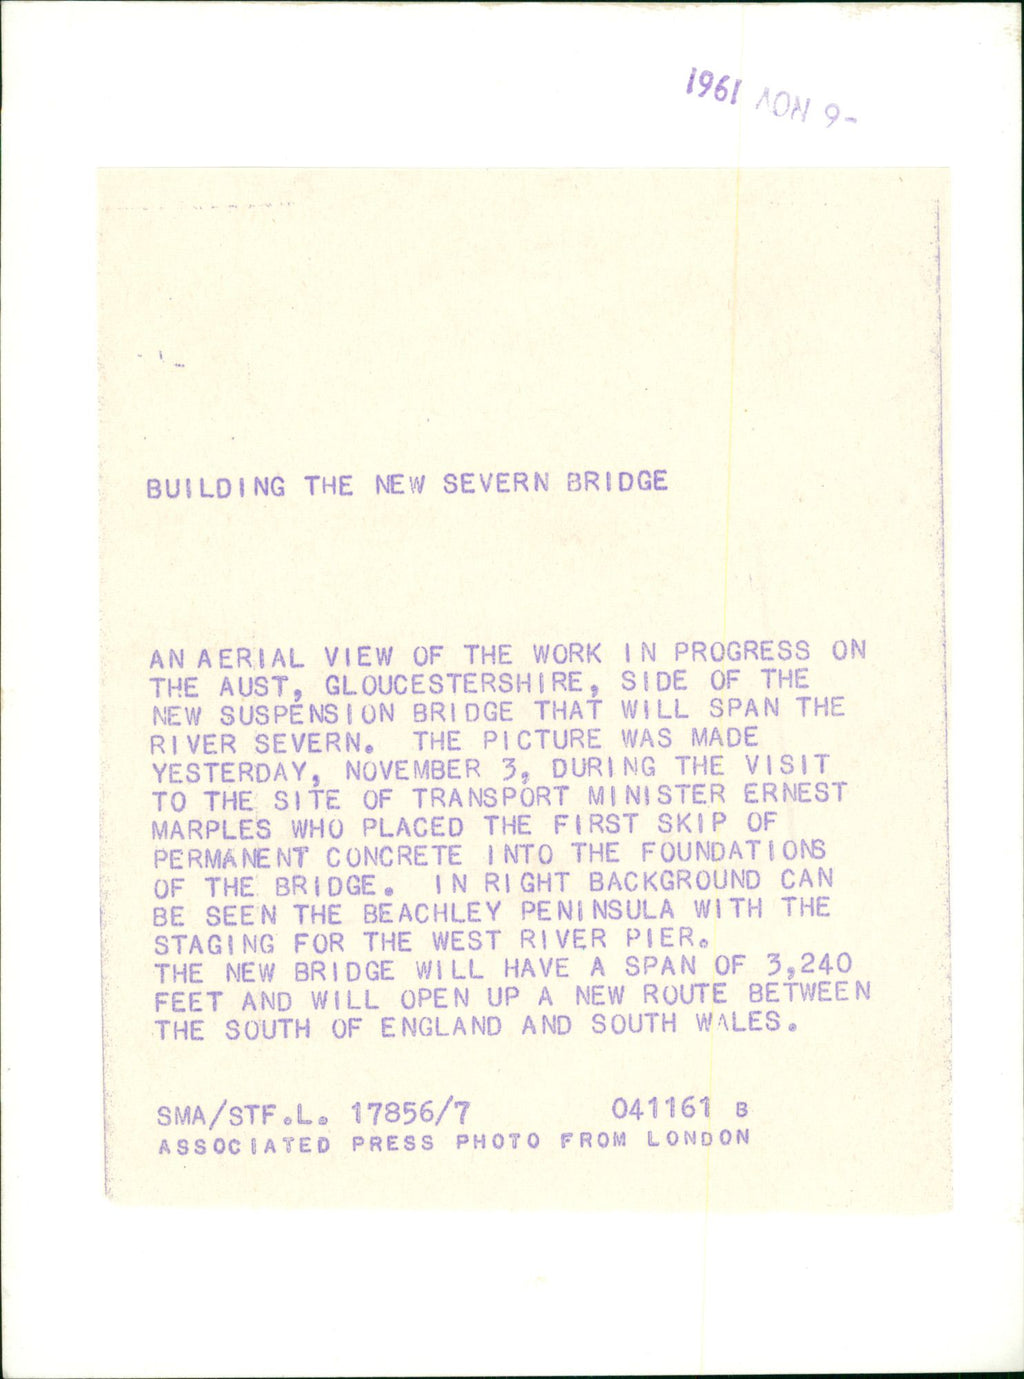 -6 NOV 1961
BUILDING THE NEW SEVERN BRIDGE
AN AERIAL VIEW OF THE WORK IN PROGRESS ON
THE AUST, GLOUCESTERSHIRE, SIDE OF THE
NEW SUSPENSION BRIDGE THAT WILL SPAN THE
RIVER SEVERN. THE PICTURE WAS MADE
YESTERDAY, NOVEMBER 3, DURING THE VISIT
TO THE SITE OF TRANSPORT MINISTER ERNEST
MARPLES WHO PLACED THE FIRST SKIP OF
PERMANENT CONCRETE INTO THE FOUNDATIONS
OF THE BRIDGE. IN RIGHT BACKGROUND CAN
BE SEEN THE BEACHLEY PENINSULA WITH THE
STAGING FOR THE WEST RIVER PIER.
THE NEW BRIDGE WILL HAVE A SPAN OF 3,240
FEET AND WILL OPEN UP A NEW ROUTE BETWEEN
THE SOUTH OF ENGLAND AND SOUTH WALES.
SMA/STF.L. 17856/7 041161 B
ASSOCIATED PRESS PHOTO FROM LONDON